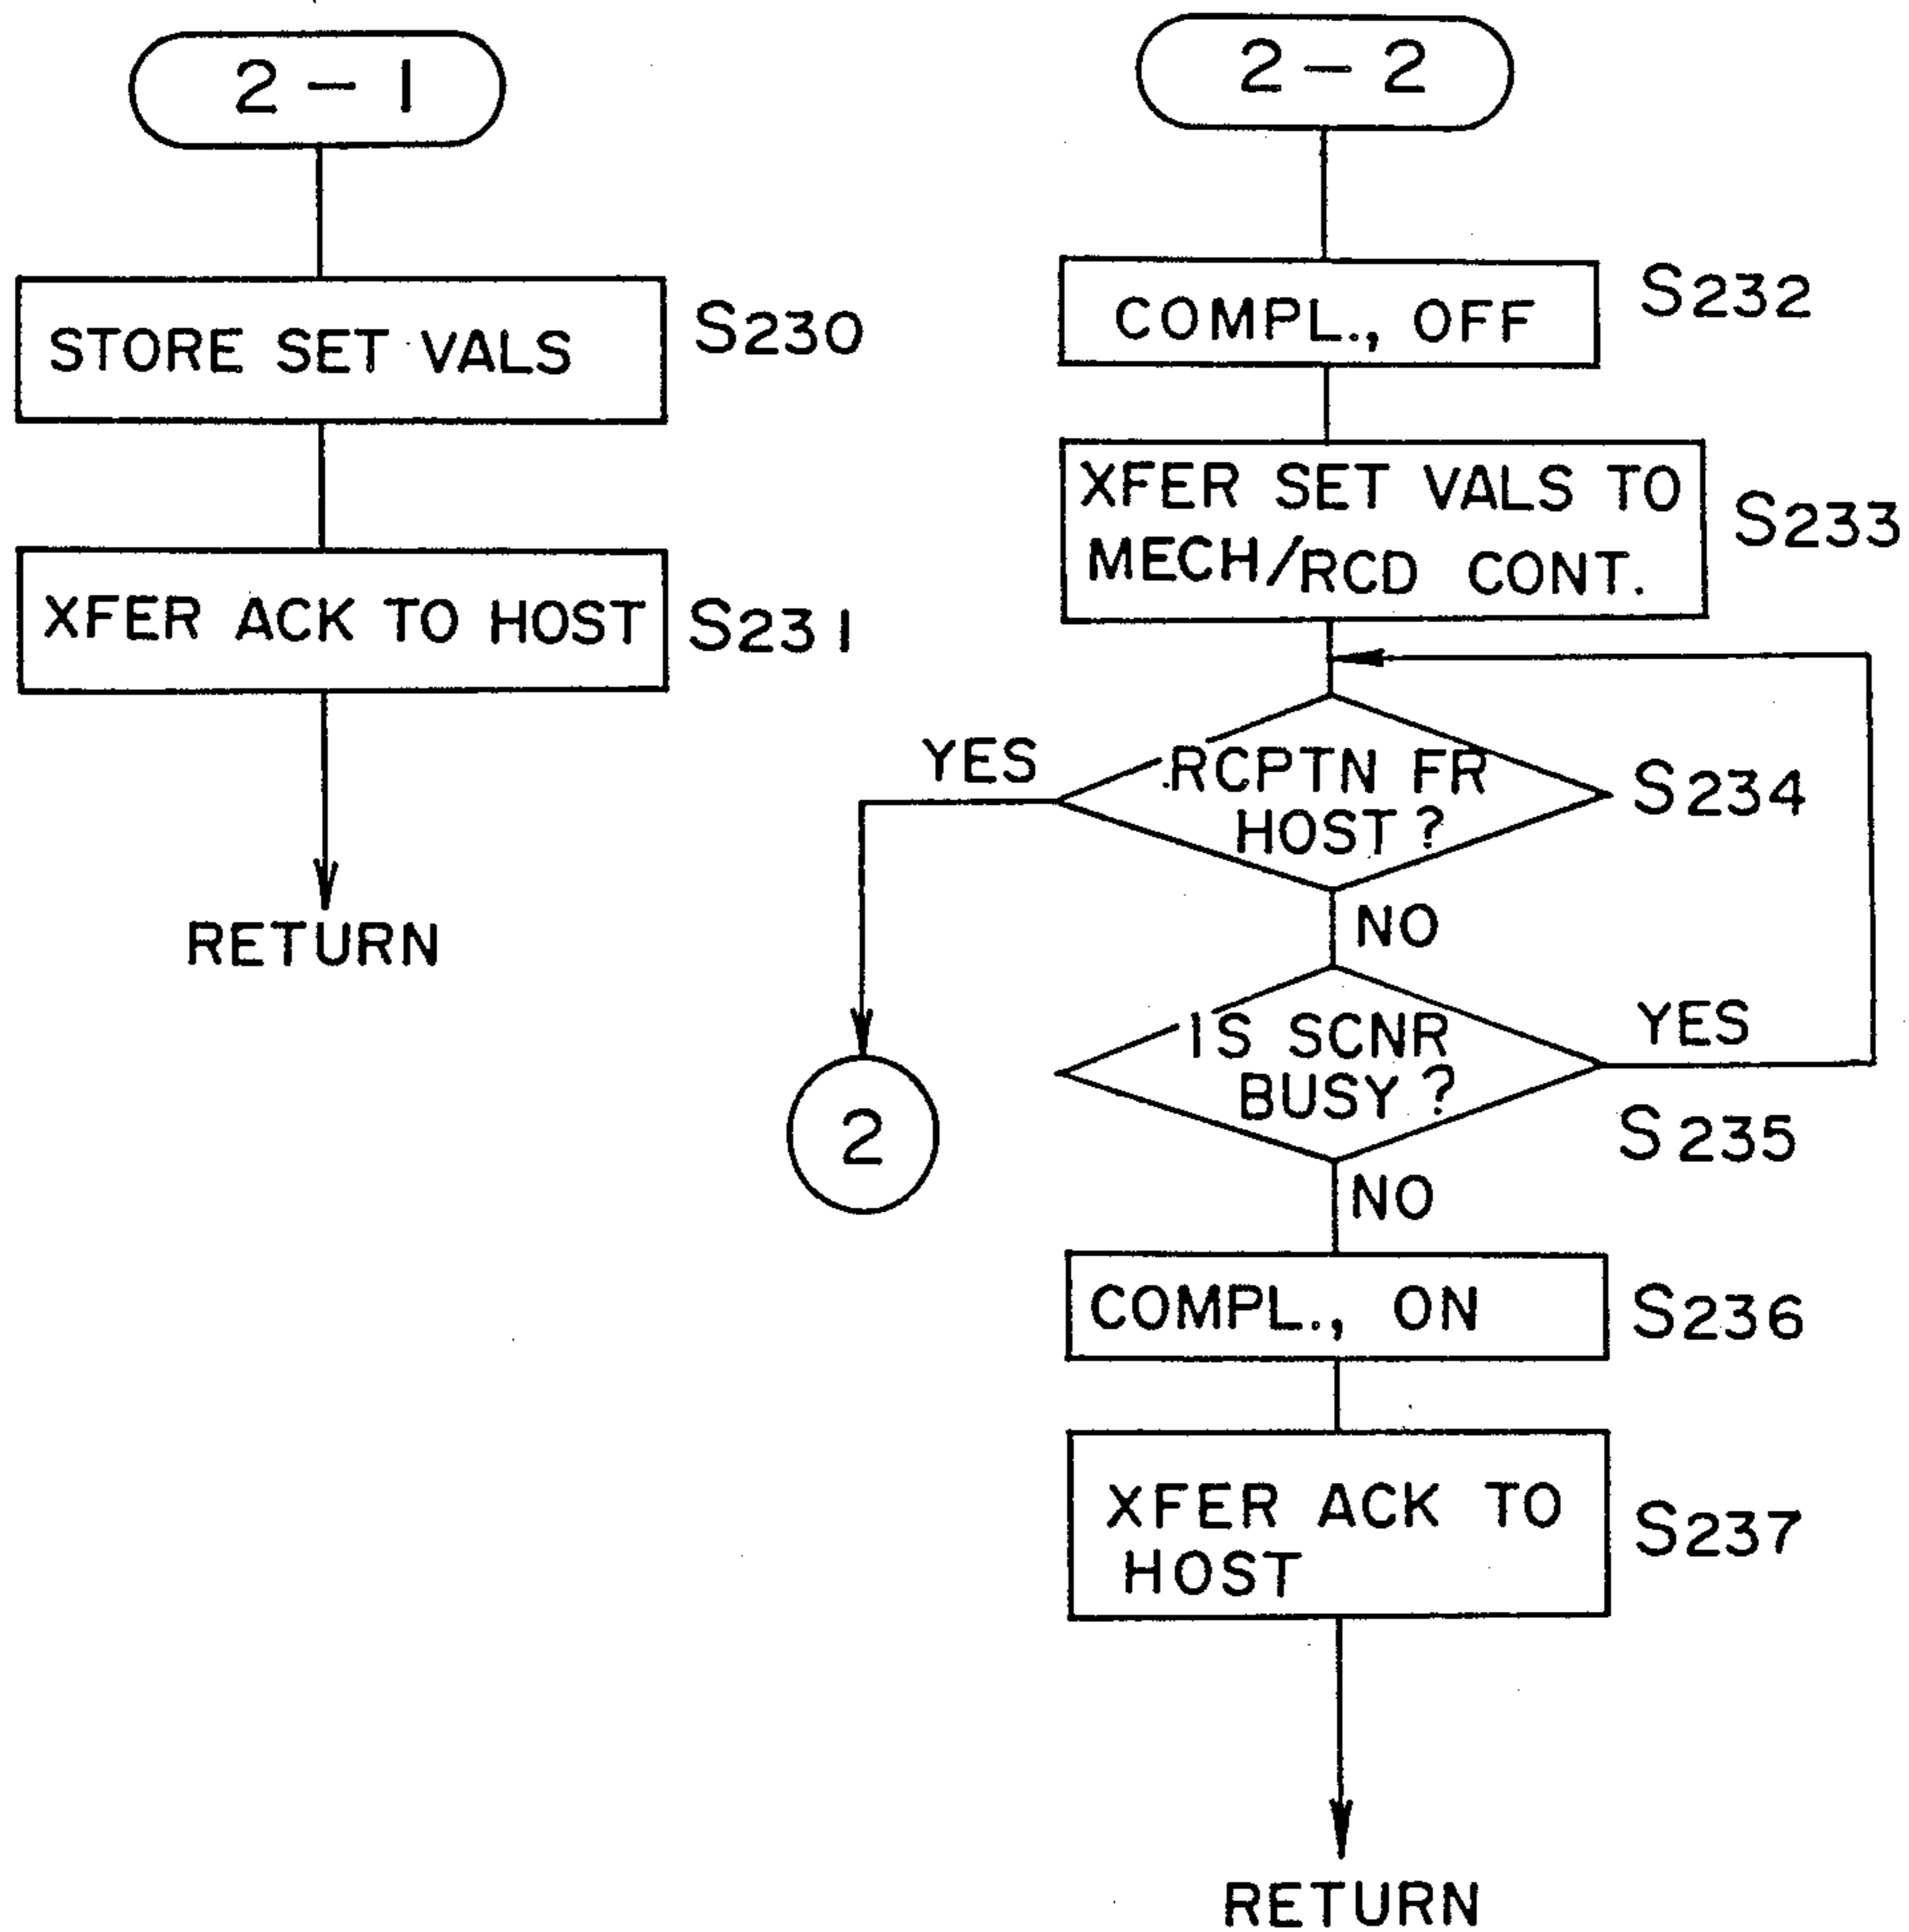 2-1
STORE SET VALS
S230
XFER ACK TO HOST
S231
RETURN
2-2
COMPL., OFF
S232
XFER SET VALS TO
MECH/RCD CONT.
S233
RCPTN FR
HOST?
S234
YES
NO
2
IS SCNR
BUSY?
YES
S235
NO
COMPL., ON
S236
XFER ACK TO
HOST
S237
RETURN